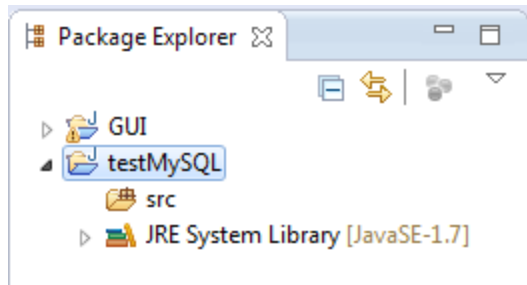 Package Explorer
GUI
testMySQL
src
JRE System Library [JavaSE-1.7]